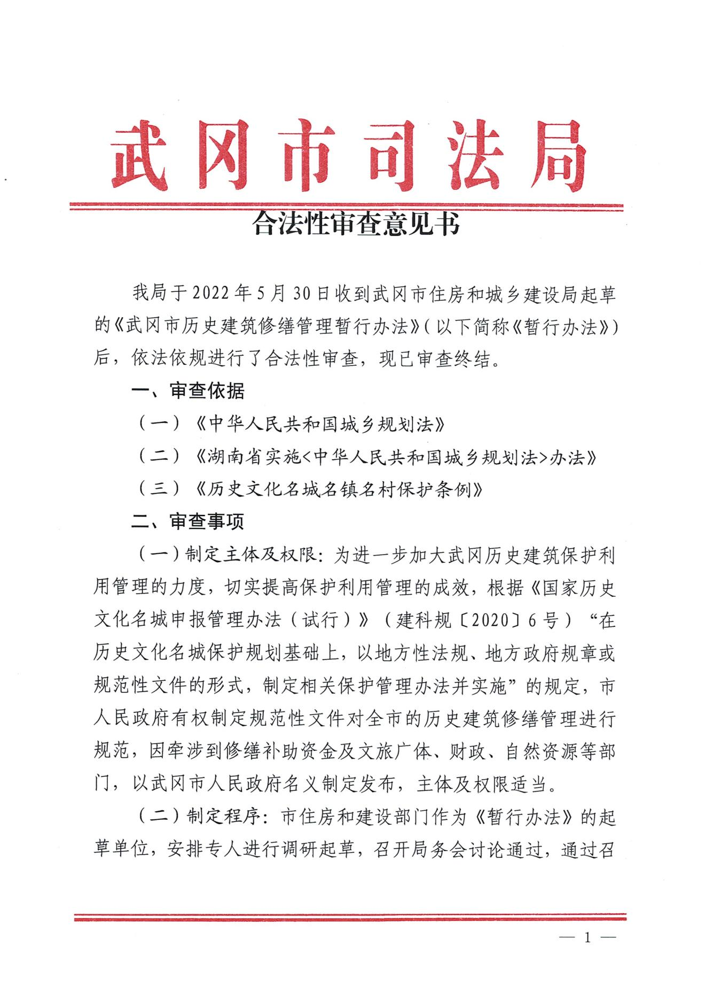 武冈市司法局
合法性审查意见书
我局于2022年5月30日收到武冈市住房和城乡建设局起草
的《武冈市历史建筑修缮管理暂行办法》（以下简称《暂行办法》）
后，依法依规进行了合法性审查，现已审查终结。
一、审查依据
（一）《中华人民共和国城乡规划法》
（二）《湖南省实施<中华人民共和国城乡规划法>办法》
（三）《历史文化名城名镇名村保护条例》
二、审查事项
（一）制定主体及权限：为进一步加大武冈历史建筑保护利
用管理的力度，切实提高保护利用管理的成效，根据《国家历史
文化名城申报管理办法（试行）》（建科规〔2020〕6号）“在
历史文化名城保护规划基础上，以地方性法规、地方政府规章或
规范性文件的形式，制定相关保护管理办法并实施”的规定，市
人民政府有权制定规范性文件对全市的历史建筑修缮管理进行
规范，因牵涉到修缮补助资金及文旅广体、财政、自然资源等部
门，以武冈市人民政府名义制定发布，主体及权限适当。
（二）制定程序：市住房和建设部门作为《暂行办法》的起
草单位，安排专人进行调研起草，召开局务会讨论通过，通过召
— 1 —